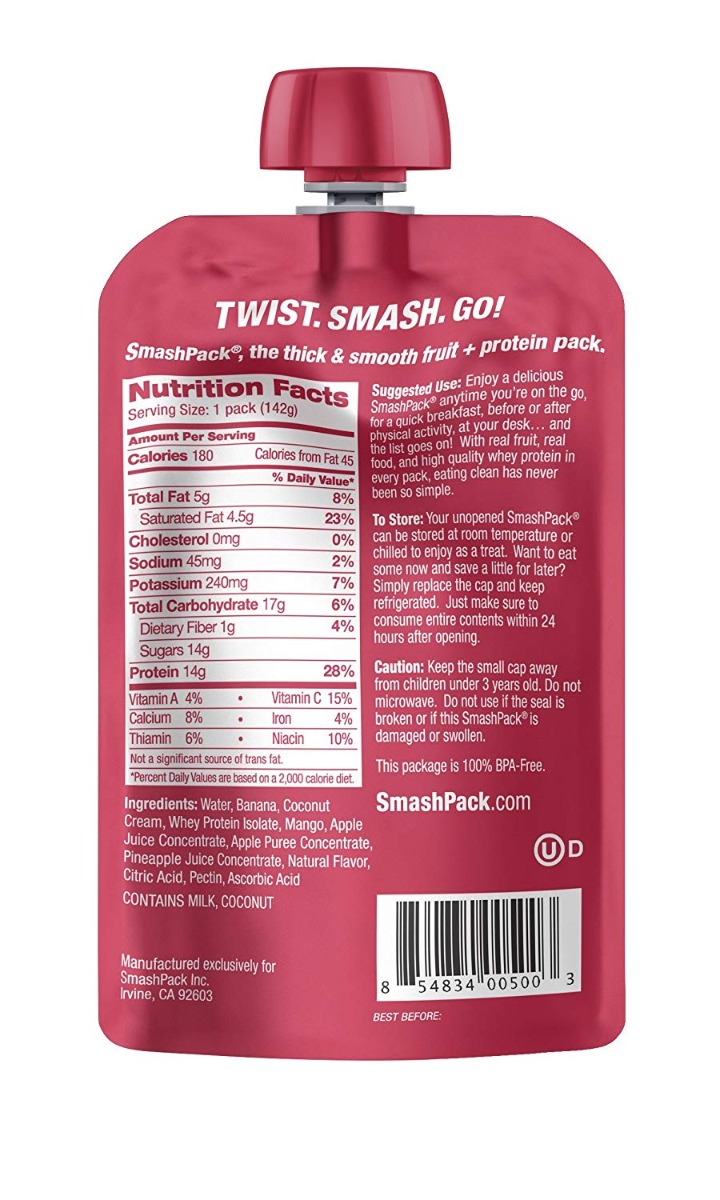 TWIST. SMASH. GO!
SmashPack®, the thick & smooth fruit + protein pack.
Nutrition Facts
Serving Size: 1 pack (142g)
Amount Per Serving
Calories 180 Calories from Fat 45
% Daily Value*
Total Fat 5g 8%
Saturated Fat 4.5g 23%
Cholesterol 0mg 0%
Sodium 45mg 2%
Potassium 240mg 7%
Total Carbohydrate 17g 6%
Dietary Fiber 1g 4%
Sugars 14g
Protein 14g 28%
Vitamin A 4% • Vitamin C 15%
Calcium 8% • Iron 4%
Thiamin 6% • Niacin 10%
Not a significant source of trans fat.
*Percent Daily Values are based on a 2,000 calorie diet.
Ingredients: Water, Banana, Coconut
Cream, Whey Protein Isolate, Mango, Apple
Juice Concentrate, Apple Puree Concentrate,
Pineapple Juice Concentrate, Natural Flavor,
Citric Acid, Pectin, Ascorbic Acid
CONTAINS MILK, COCONUT
Manufactured exclusively for
SmashPack Inc.
Irvine, CA 92603
Suggested Use: Enjoy a delicious
SmashPack® anytime you're on the go,
for a quick breakfast, before or after
physical activity, at your desk... and
the list goes on! With real fruit, real
food, and high quality whey protein in
every pack, eating clean has never
been so simple.
To Store: Your unopened SmashPack®
can be stored at room temperature or
chilled to enjoy as a treat. Want to eat
some now and save a little for later?
Simply replace the cap and keep
refrigerated. Just make sure to
consume entire contents within 24
hours after opening.
Caution: Keep the small cap away
from children under 3 years old. Do not
microwave. Do not use if the seal is
broken or if this SmashPack® is
damaged or swollen.
This package is 100% BPA-Free.
SmashPack.com
U D
8 54834 00500 3
BEST BEFORE: